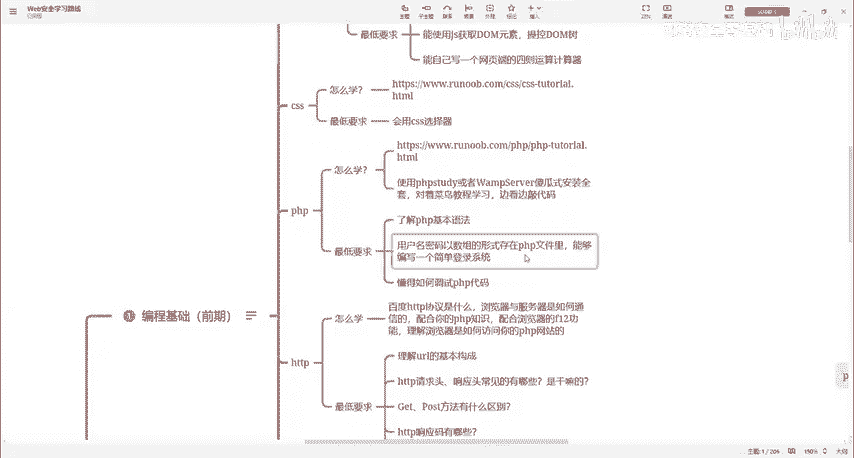 Web安全学习路线
已保存
主题
子主题
联系
概要
外框
标记
插入
演说
格式
最低要求
能使用js获取DOM元素，操控DOM树
能自己写一个网页端的四则运算计算器
css
怎么学?
https://www.runoob.com/css/css-tutorial.
html
最低要求
会用css选择器
php
怎么学?
https://www.runoob.com/php/php-tutorial.
html
使用phpstudy或者WampServer傻瓜式安装全
套，对着菜鸟教程学习，边看边敲代码
最低要求
了解php基本语法
用户名密码以数组的形式存在php文件里，能够
编写一个简单登录系统
懂得如何调试php代码
编程基础（前期）
http
怎么学
百度http协议是什么，浏览器与服务器是如何通
信的，配合你的php知识，配合浏览器的f12功
能，理解浏览器是如何访问你的php网站的
最低要求
理解url的基本构成
http请求头、响应头常见的有哪些？是干嘛的?
Get、Post方法有什么区别?
http响应码有哪些?
主题: 1 / 206
150%
大纲